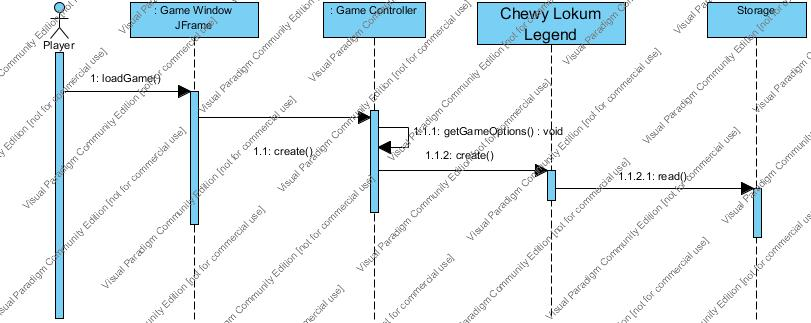 : Game Window
JFrame
: Game Controller
Chewy Lokum
Legend
Storage
Player
1: loadGame()
1.1: create()
1.1.1: getGameOptions() : void
1.1.2: create()
1.1.2.1: read()
Visual Paradigm Community Edition [not for commercial use]